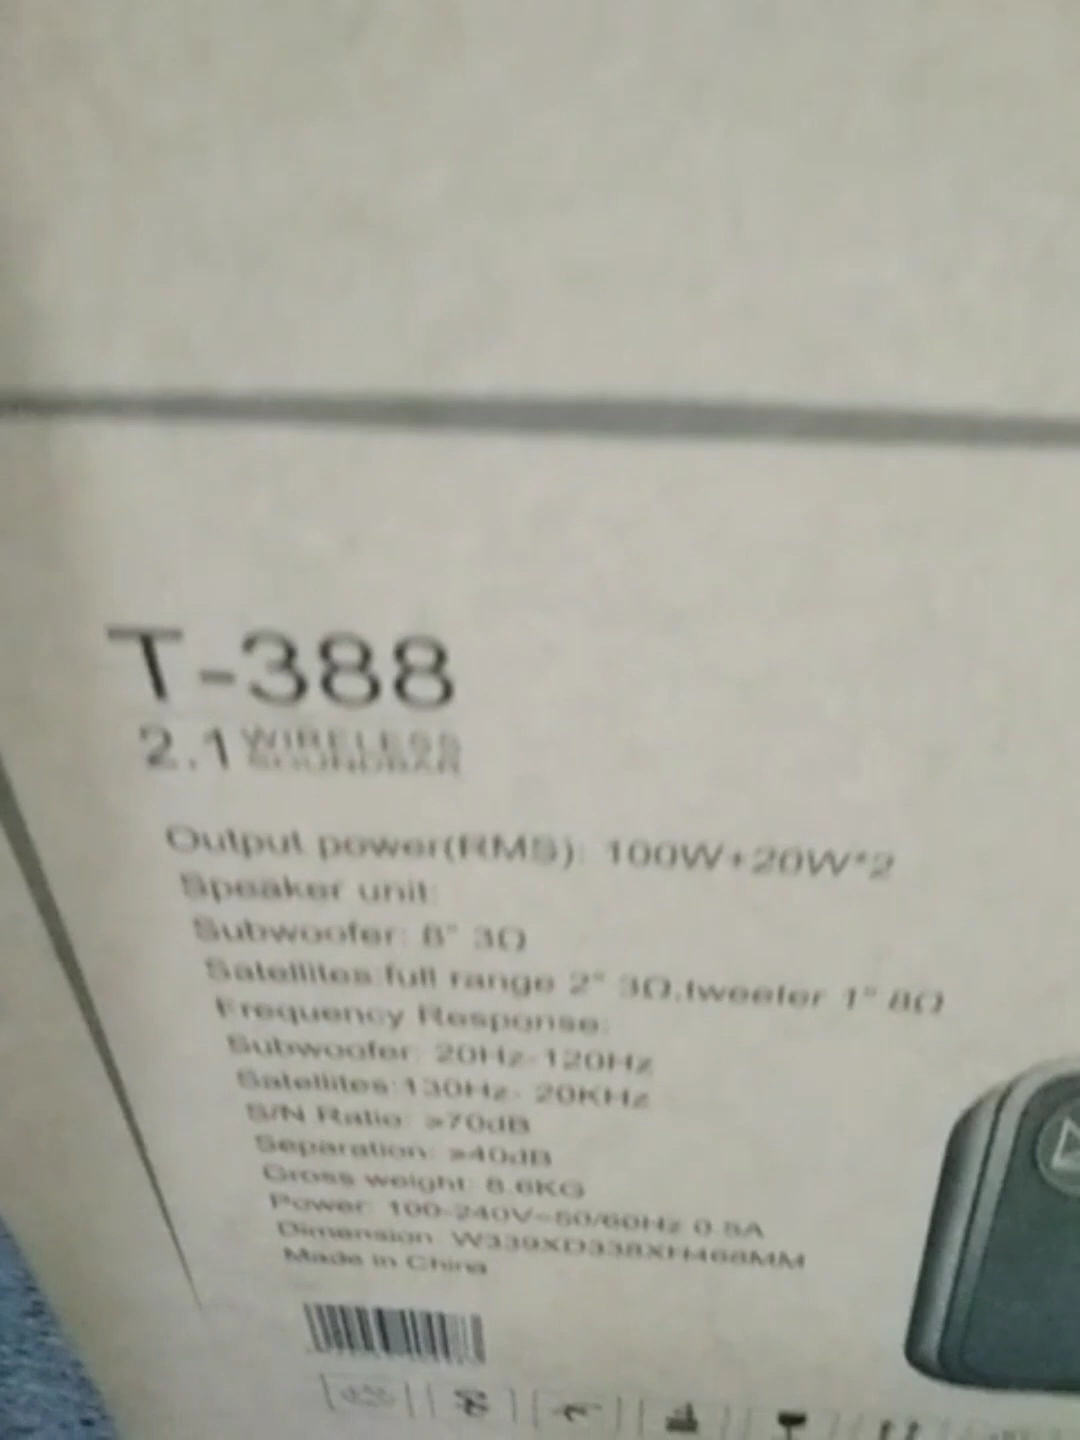 T-388
2.1 WIRELESS
SOUNDBAR
Output power(RMS): 100W+20W*2
Speaker unit:
Subwoofer: 8" 3Ω
Satellites:full range 2" 3Ω,tweeter 1" 8Ω
Frequency Response:
Subwoofer: 20Hz-120Hz
Satellites:130Hz- 20KHz
S/N Ratio: ≥70dB
Separation: ≥40dB
Gross weight: 8.6KG
Power: 100-240V~50/60Hz 0.5A
Dimension: W339XD338XH468MM
Made in China